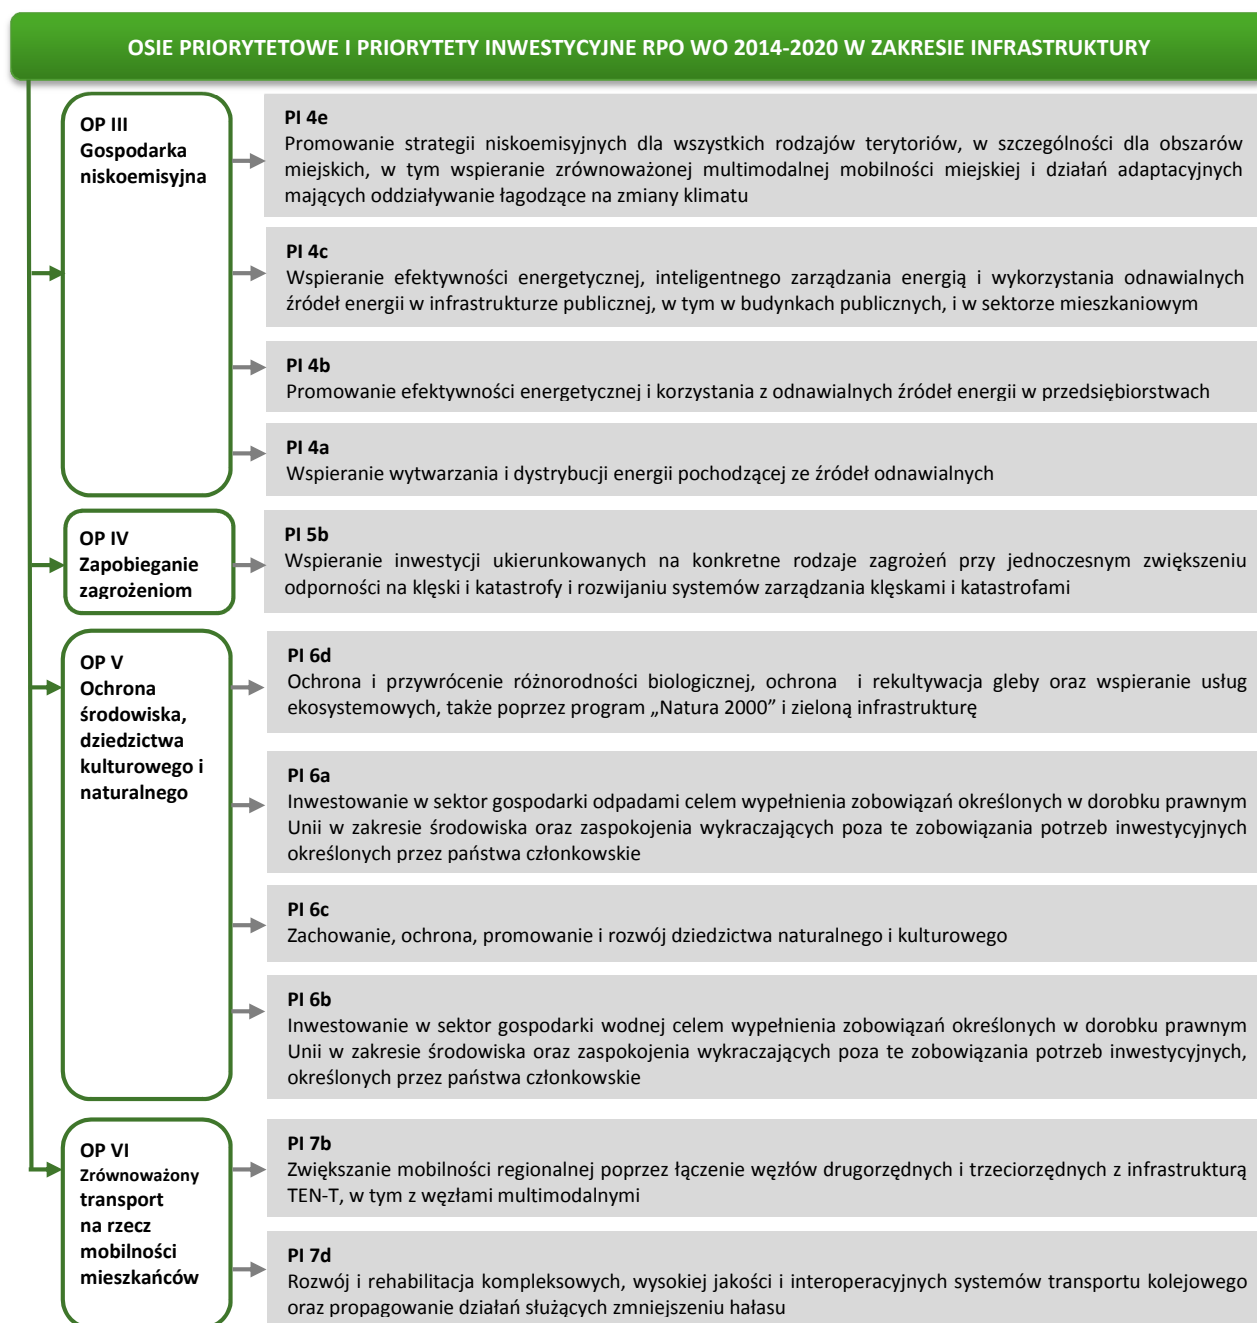 OSIE PRIORYTETOWE I PRIORYTETY INWESTYCYJNE RPO WO 2014-2020 W ZAKRESIE INFRASTRUKTURY
OP III
Gospodarka
niskoemisyjna
PI 4e
Promowanie strategii niskoemisyjnych dla wszystkich rodzajów terytoriów, w szczególności dla obszarów
miejskich, w tym wspieranie zrównoważonej multimodalnej mobilności miejskiej i działań adaptacyjnych
mających oddziaływanie łagodzące na zmiany klimatu
PI 4c
Wspieranie efektywności energetycznej, inteligentnego zarządzania energią i wykorzystania odnawialnych
źródeł energii w infrastrukturze publicznej, w tym w budynkach publicznych, i w sektorze mieszkaniowym
PI 4b
Promowanie efektywności energetycznej i korzystania z odnawialnych źródeł energii w przedsiębiorstwach
PI 4a
Wspieranie wytwarzania i dystrybucji energii pochodzącej ze źródeł odnawialnych
OP IV
Zapobieganie
zagrożeniom
PI 5b
Wspieranie inwestycji ukierunkowanych na konkretne rodzaje zagrożeń przy jednoczesnym zwiększeniu
odporności na klęski i katastrofy i rozwijaniu systemów zarządzania klęskami i katastrofami
OP V
Ochrona
środowiska,
dziedzictwa
kulturowego i
naturalnego
PI 6d
Ochrona i przywrócenie różnorodności biologicznej, ochrona i rekultywacja gleby oraz wspieranie usług
ekosystemowych, także poprzez program „Natura 2000” i zieloną infrastrukturę
PI 6a
Inwestowanie w sektor gospodarki odpadami celem wypełnienia zobowiązań określonych w dorobku prawnym
Unii w zakresie środowiska oraz zaspokojenia wykraczających poza te zobowiązania potrzeb inwestycyjnych
określonych przez państwa członkowskie
PI 6c
Zachowanie, ochrona, promowanie i rozwój dziedzictwa naturalnego i kulturowego
PI 6b
Inwestowanie w sektor gospodarki wodnej celem wypełnienia zobowiązań określonych w dorobku prawnym
Unii w zakresie środowiska oraz zaspokojenia wykraczających poza te zobowiązania potrzeb inwestycyjnych,
określonych przez państwa członkowskie
OP VI
Zrównoważony
transport
na rzecz
mobilności
mieszkańców
PI 7b
Zwiększanie mobilności regionalnej poprzez łączenie węzłów drugorzędnych i trzeciorzędnych z infrastrukturą
TEN-T, w tym z węzłami multimodalnymi
PI 7d
Rozwój i rehabilitacja kompleksowych, wysokiej jakości i interoperacyjnych systemów transportu kolejowego
oraz propagowanie działań służących zmniejszeniu hałasu